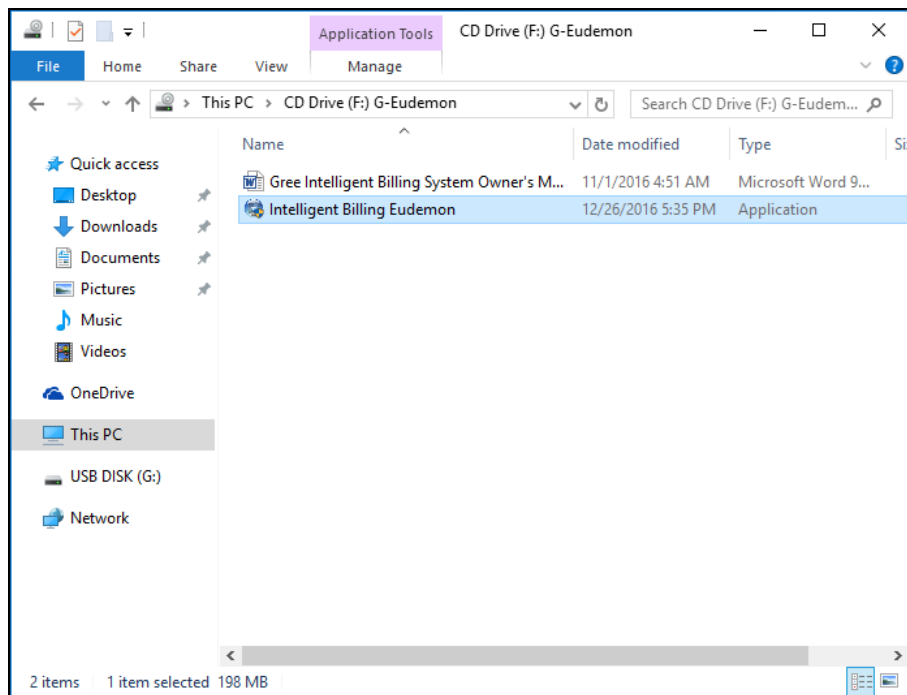 Application Tools
CD Drive (F:) G-Eudemon
File
Home
Share
View
Manage
This PC > CD Drive (F:) G-Eudemon
Search CD Drive (F:) G-Eudem...
Name
Date modified
Type
Si
Quick access
Desktop
Downloads
Documents
Pictures
Music
Videos
OneDrive
This PC
USB DISK (G:)
Network
Gree Intelligent Billing System Owner's M... 11/1/2016 4:51 AM Microsoft Word 9...
Intelligent Billing Eudemon 12/26/2016 5:35 PM Application
2 items 1 item selected 198 MB